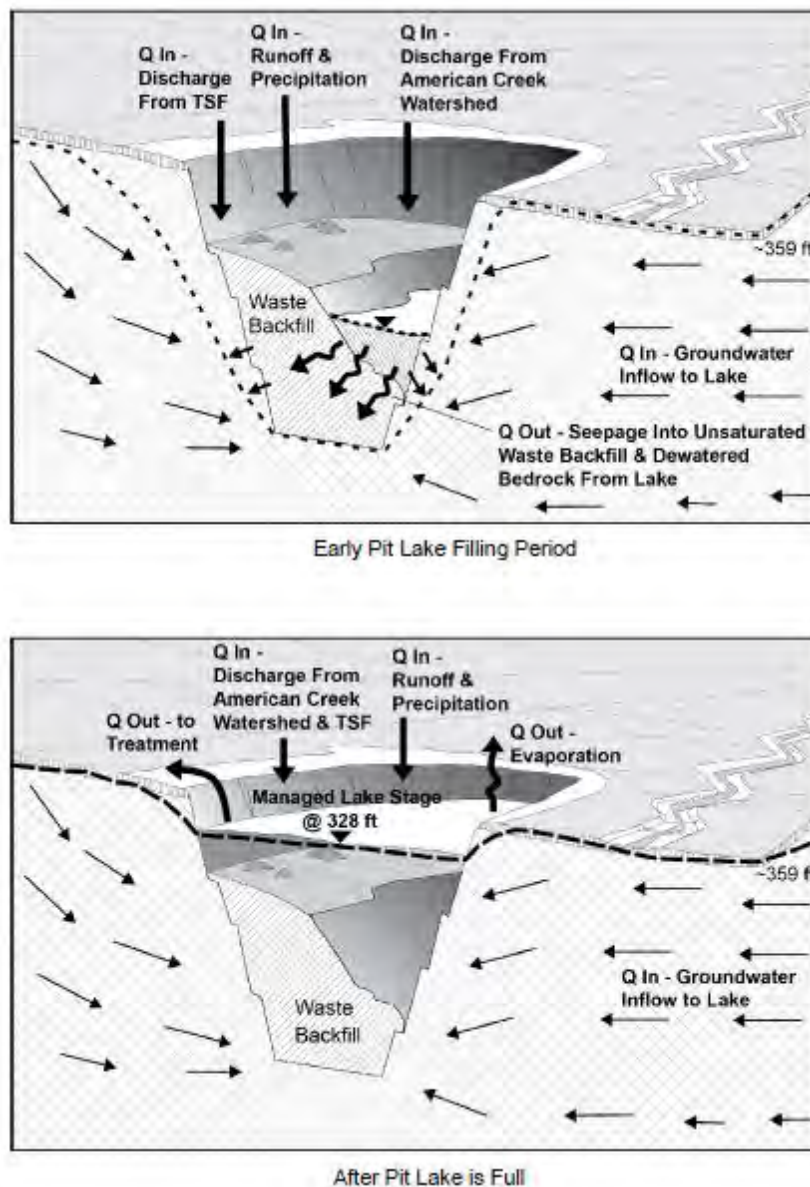 Q In -
Discharge
From TSF
Q In -
Runoff &
Precipitation
Q In -
Discharge From
American Creek
Watershed
~359 ft
Waste
Backfill
Q In - Groundwater
Inflow to Lake
Q Out - Seepage Into Unsaturated
Waste Backfill & Dewatered
Bedrock From Lake
Early Pit Lake Filling Period
Q Out - to
Treatment
Q In -
Discharge From
American Creek
Watershed & TSF
Q In -
Runoff &
Precipitation
Q Out -
Evaporation
Managed Lake Stage
@ 328 ft
~359 ft
Q In - Groundwater
Inflow to Lake
Waste
Backfill
After Pit Lake is Full